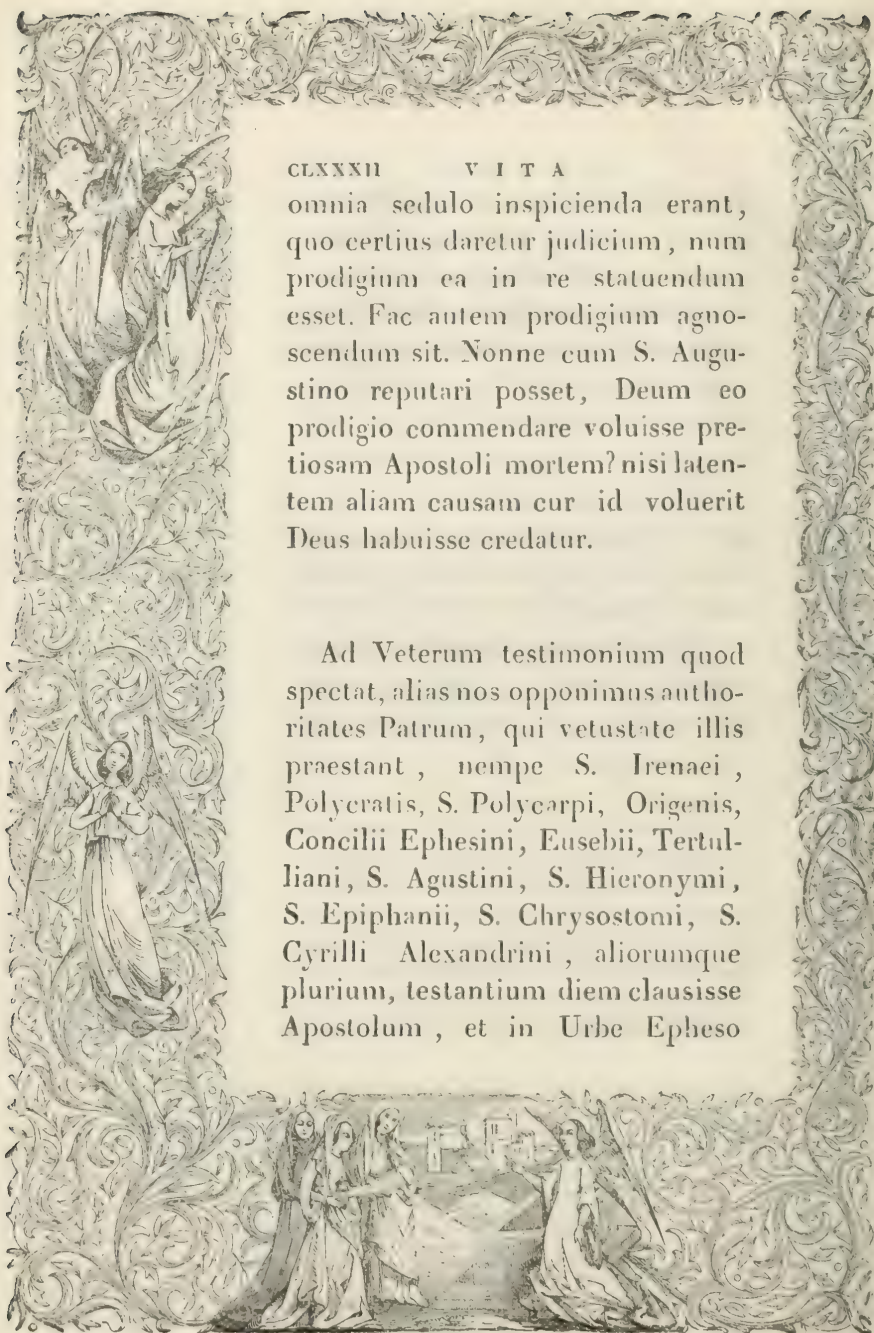 CLXXXII V I T A
omnia sedulo inspicienda erant,
quo certius daretur judicium, num
prodigium ea in re statuendum
esset. Fac autem prodigium agno-
scendum sit. Nonne cum S. Augu-
stino reputari posset, Deum eo
prodigio commendare voluisse pre-
tiosam Apostoli mortem? nisi laten-
tem aliam causam cur id voluerit
Deus habuisse credatur.
Ad Veterum testimonium quod
spectat, alias nos opponimus autho-
ritates Patrum, qui vetustate illis
praestant, nempe S. Irenaei,
Polycratis, S. Polycarpi, Origenis,
Concilii Ephesini, Eusebii, Tertul-
liani, S. Agustini, S. Hieronymi,
S. Epiphanii, S. Chrysostomi, S.
Cyrilli Alexandrini, aliorumque
plurium, testantium diem clausisse
Apostolum, et in Urbe Epheso